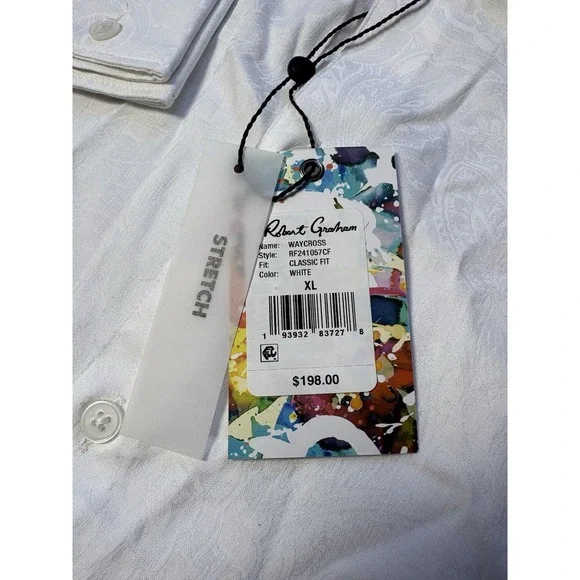 STRETCH
Robert Graham
Name: WAYCROSS
Style: RF241057CF
Fit: CLASSIC FIT
Color: WHITE
XL
1 93932 83727 8
$198.00